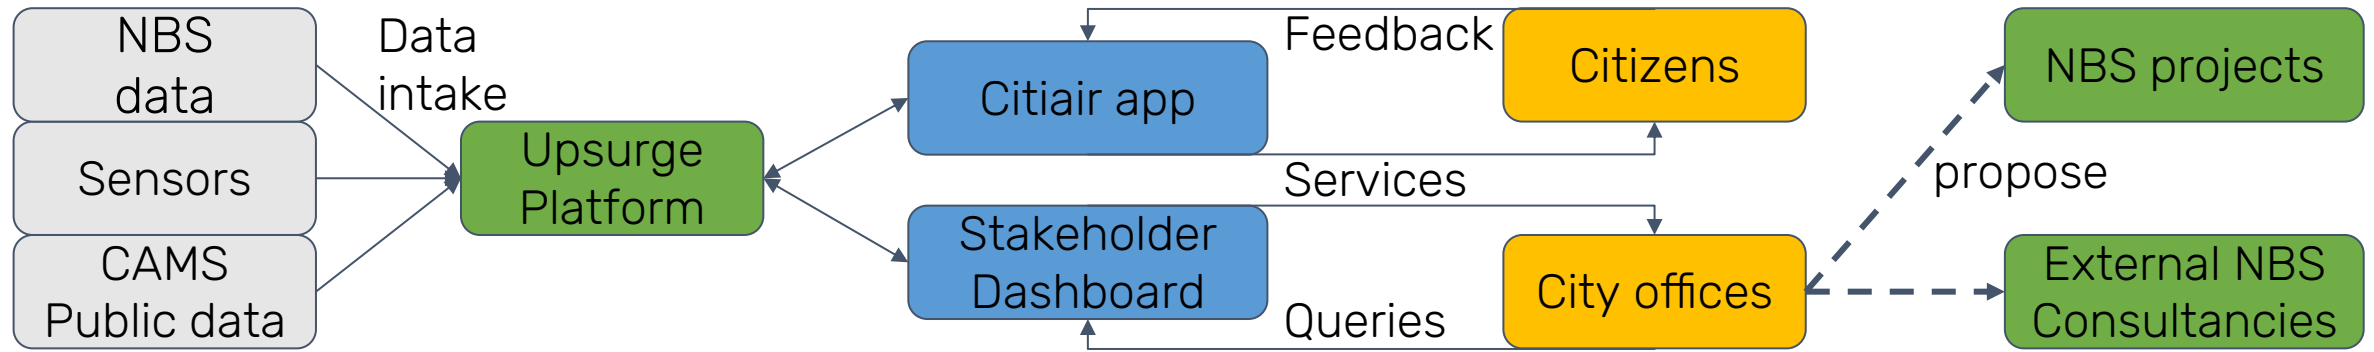 NBS
data
Sensors
CAMS
Public data
Data
intake
Upsurge
Platform
Citiair app
Stakeholder
Dashboard
Feedback
Services
Queries
Citizens
City offices
propose
NBS projects
External NBS
Consultancies